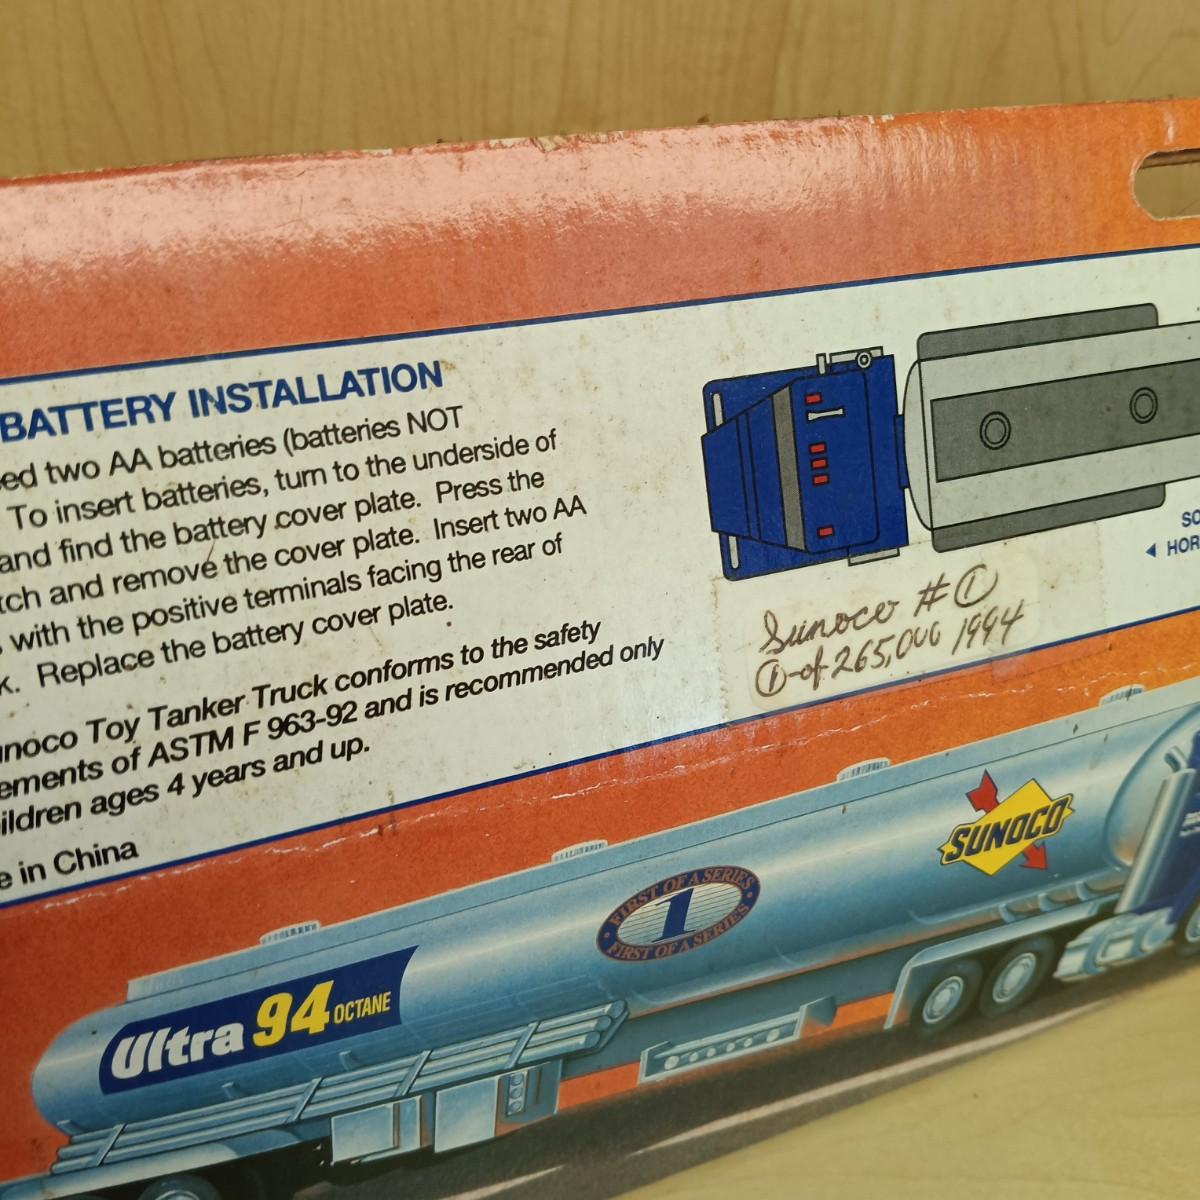 BATTERY INSTALLATION
ed two AA batteries (batteries NOT
To insert batteries, turn to the underside of
and find the battery cover plate. Press the
tch and remove the cover plate. Insert two AA
with the positive terminals facing the rear of
k. Replace the battery cover plate.
noco Toy Tanker Truck conforms to the safety
ements of ASTM F 963-92 and is recommended only
ildren ages 4 years and up.
e in China
SO
HOR
Sunoco #1
1-of 265,000 1994
SUNOCO
FIRST OF A SERIES
1
FIRST OF A SERIES
Ultra 94 OCTANE